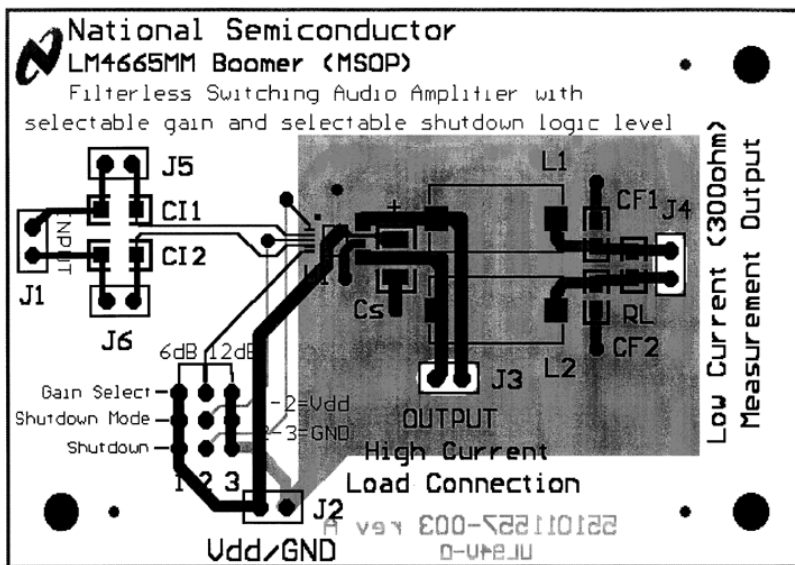 National Semiconductor
LM4665MM Boomer (MSOP)
Filterless Switching Audio Amplifier with
selectable gain and selectable shutdown logic level
J5
CI1
INPUT
CI2
J1
J6
U1
+
Cs
L1
CF1
J4
RL
L2
CF2
J3
OUTPUT
High Current
Load Connection
Low Current (300ohm)
Measurement Output
6dB 12dB
Gain Select
Shutdown Mode
Shutdown
-2=Vdd
2-3=GND
1 2 3
J2
Vdd/GND
551011557-003 rev A
UL94V-0